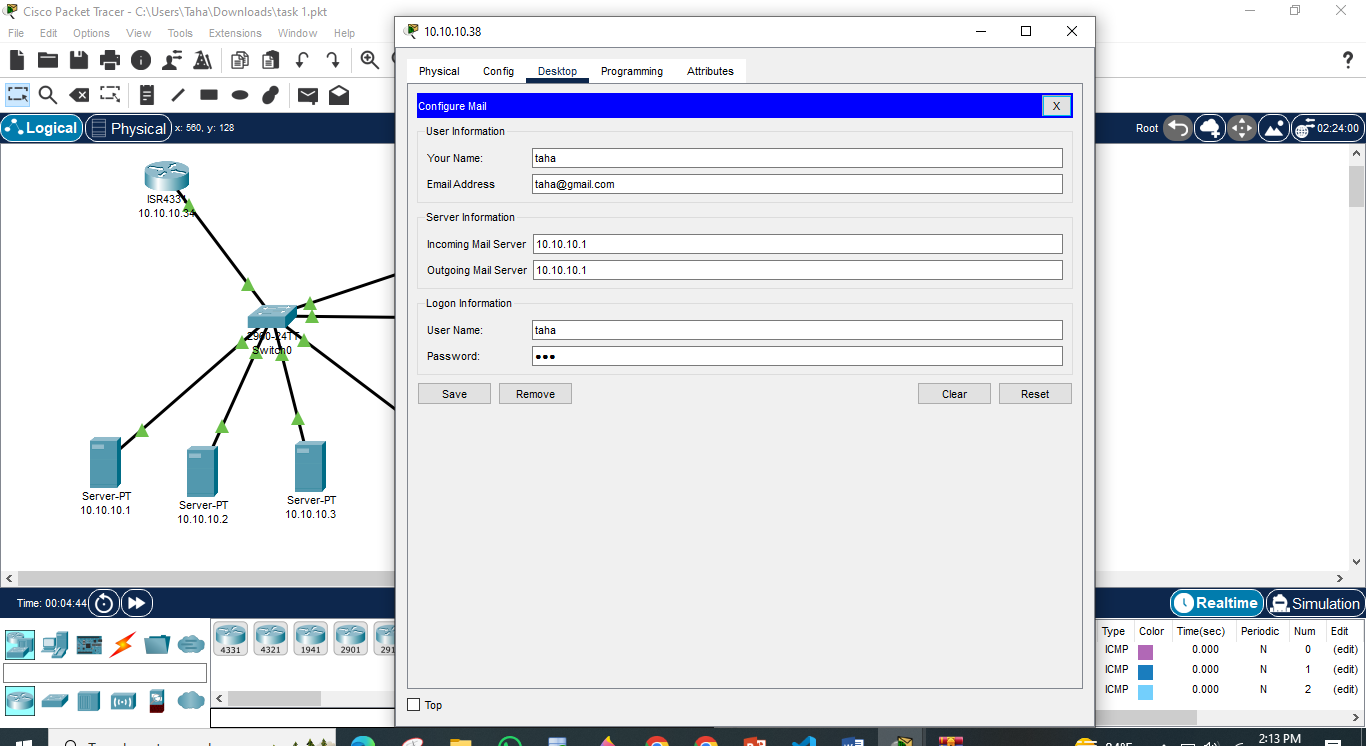 Cisco Packet Tracer - C:\Users\Taha\Downloads\task 1.pkt
File Edit Options View Tools Extensions Window Help
Logical
Physical
x: 560, y: 128
Root
02:24:00
ISR4331
10.10.10.34
Switch0
Server-PT
10.10.10.1
Server-PT
10.10.10.2
Server-PT
10.10.10.3
10.10.10.38
Physical Config Desktop Programming Attributes
Configure Mail
X
User Information
Your Name: taha
Email Address taha@gmail.com
Server Information
Incoming Mail Server 10.10.10.1
Outgoing Mail Server 10.10.10.1
Logon Information
User Name: taha
Password: ●●●
Save Remove Clear Reset
Top
Time: 00:04:44
Realtime
Simulation
4331 4321 1941 2901
Type Color Time(sec) Periodic Num Edit
ICMP 0.000 N 0 (edit)
ICMP 0.000 N 1 (edit)
ICMP 0.000 N 2 (edit)
2:13 PM